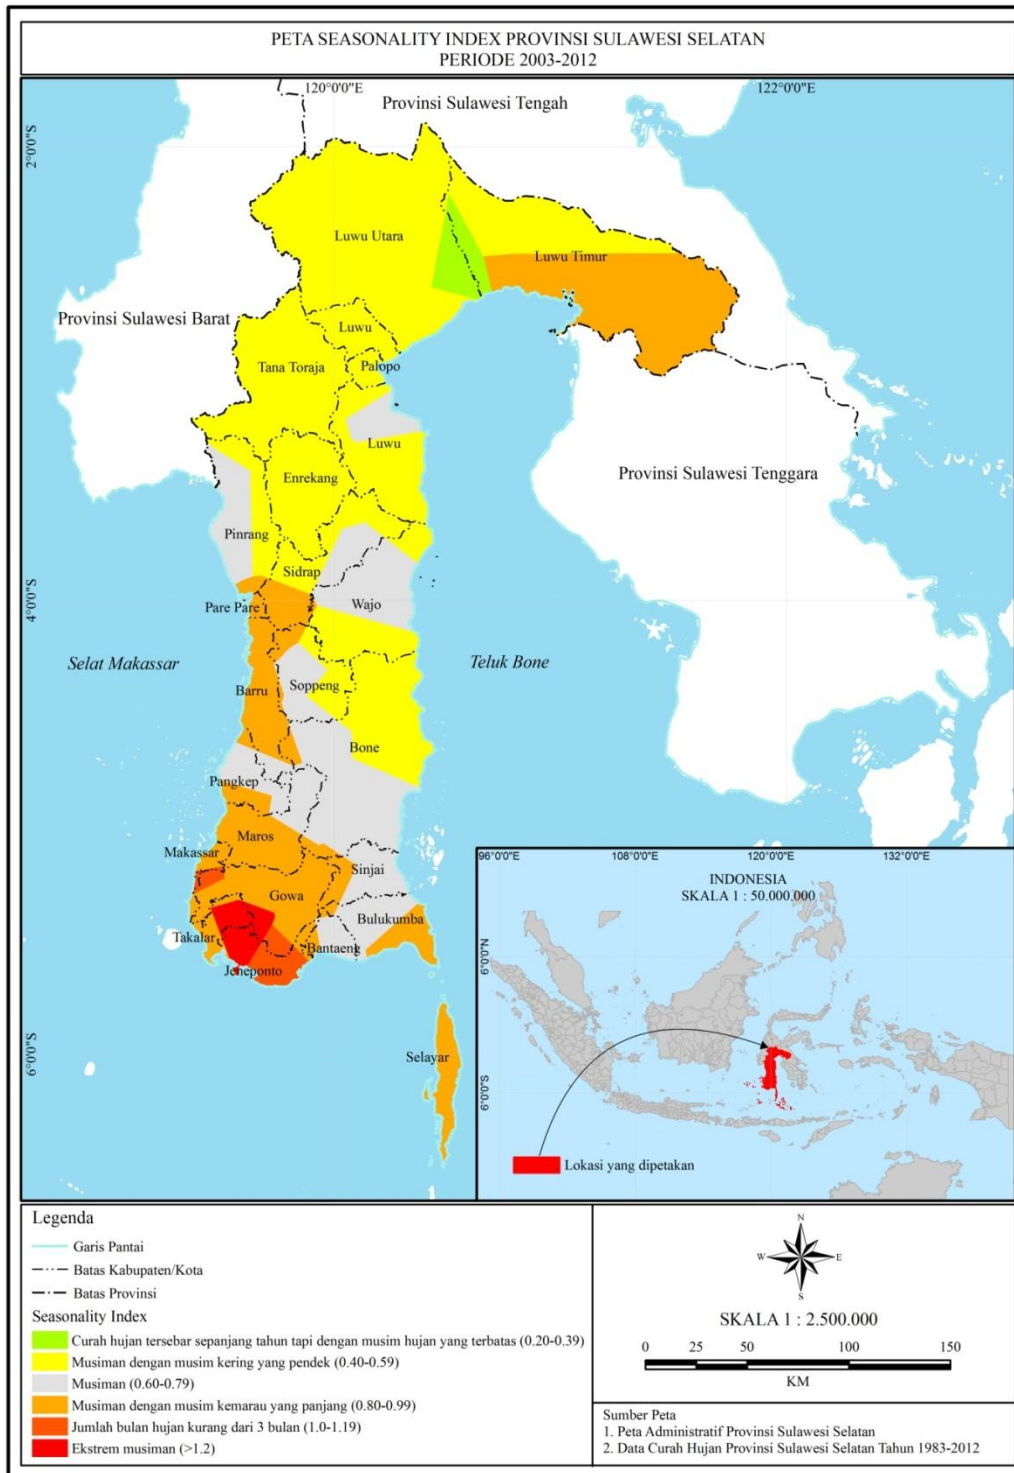 PETA SEASONALITY INDEX PROVINSI SULAWESI SELATAN
PERIODE 2003-2012
120°0'0"E
122°0'0"E
Provinsi Sulawesi Tengah
2°0'0"S
Luwu Utara
Luwu Timur
Provinsi Sulawesi Barat
Luwu
Tana Toraja
Palopo
Luwu
Enrekang
Provinsi Sulawesi Tenggara
Pinrang
Sidrap
4°0'0"S
Pare Pare
Wajo
Selat Makassar
Teluk Bone
Soppeng
Barru
Bone
Pangkep
Maros
Makassar
Sinjai
Gowa
Bulukumba
Takalar
Bantaeng
Jeneponto
Selayar
6°0'0"S
96°0'0"E
108°0'0"E
120°0'0"E
132°0'0"E
INDONESIA
SKALA 1 : 50.000.000
6°0'0"N
6°0'0"S
Lokasi yang dipetakan
Legenda
Garis Pantai
Batas Kabupaten/Kota
Batas Provinsi
Seasonality Index
Curah hujan tersebar sepanjang tahun tapi dengan musim hujan yang terbatas (0.20-0.39)
Musiman dengan musim kering yang pendek (0.40-0.59)
Musiman (0.60-0.79)
Musiman dengan musim kemarau yang panjang (0.80-0.99)
Jumlah bulan hujan kurang dari 3 bulan (1.0-1.19)
Ekstrem musiman (>1.2)
N
W E
S
SKALA 1 : 2.500.000
0 25 50 100 150
KM
Sumber Peta
1. Peta Administratif Provinsi Sulawesi Selatan
2. Data Curah Hujan Provinsi Sulawesi Selatan Tahun 1983-2012